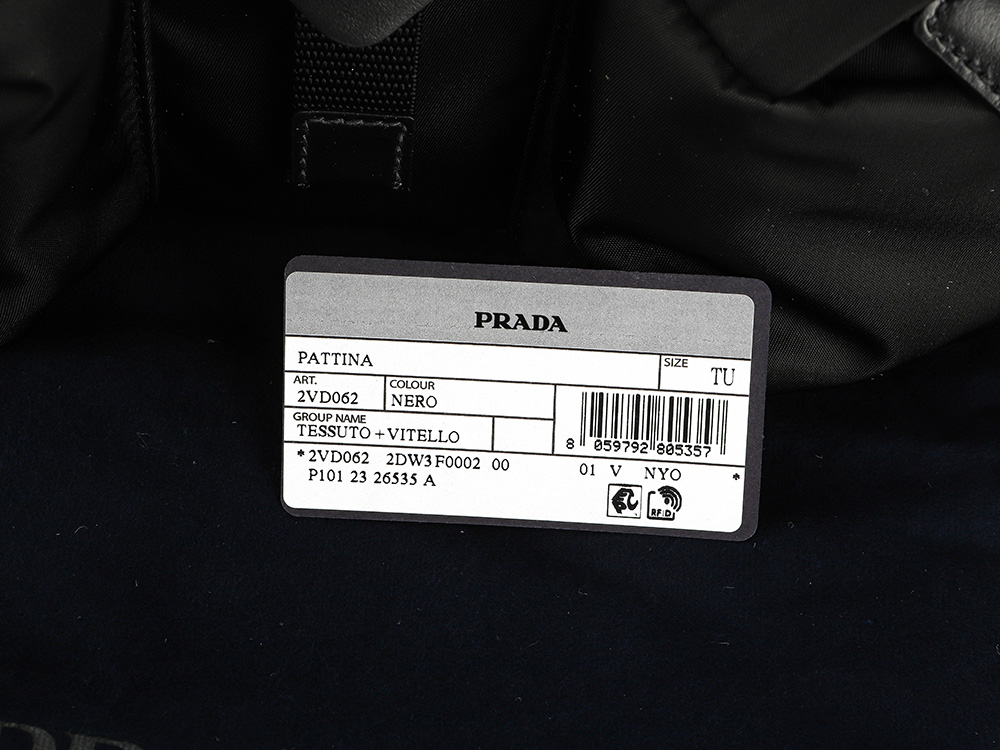 PRADA
PATTINA
SIZE
TU
ART.
2VD062
COLOUR
NERO
GROUP NAME
TESSUTO + VITELLO
8 059792 805357
*2VD062 2DW3 F0002 00 01 V NYO *
P101 23 26535 A
RFID